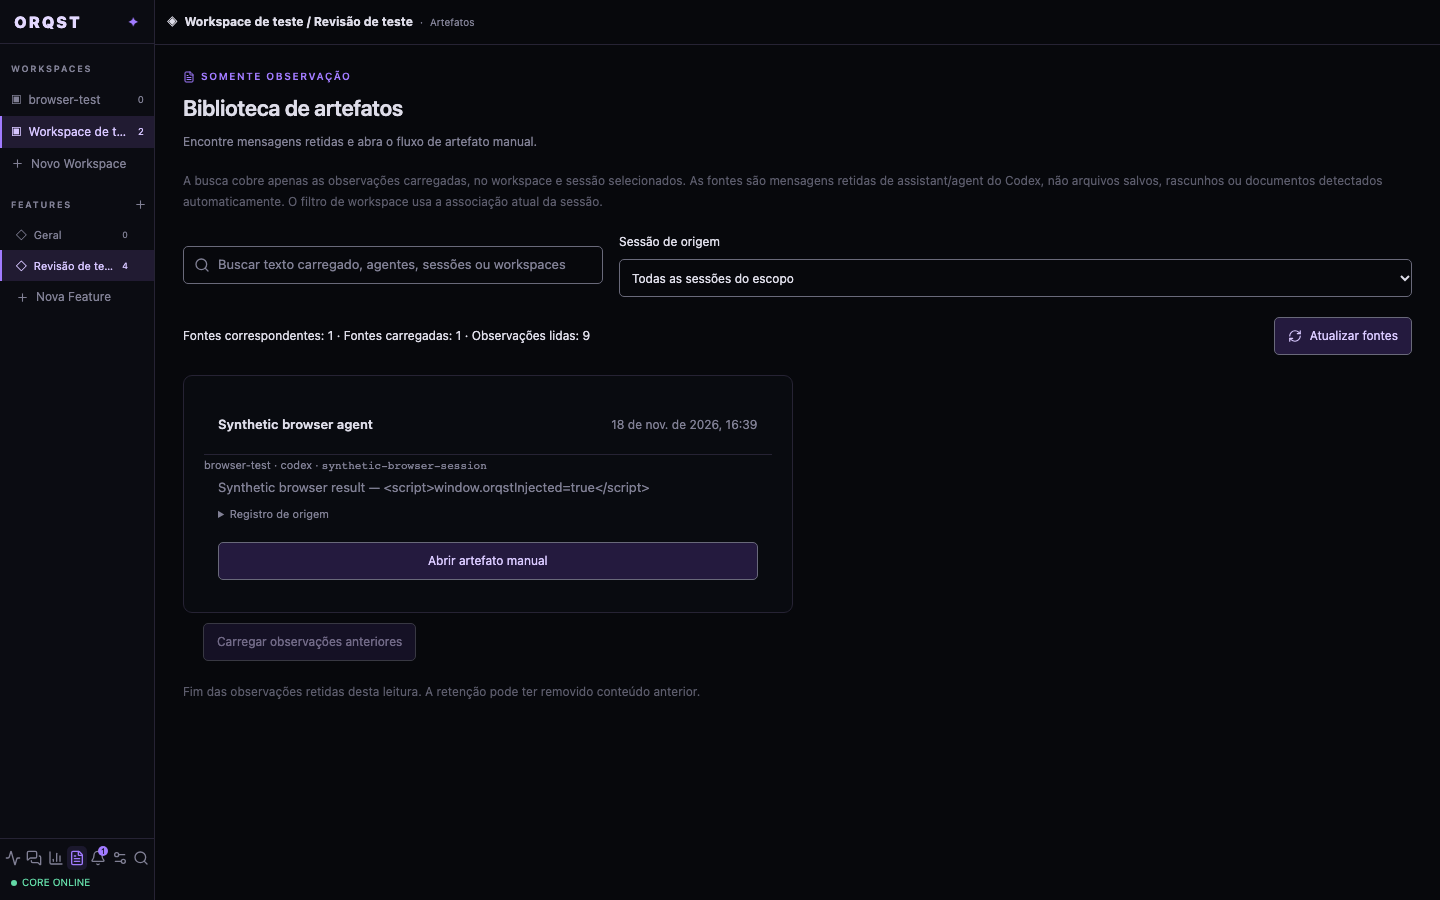 ORQST
WORKSPACES
browser-test 0
Workspace de t... 2
Novo Workspace
FEATURES
Geral 0
Revisão de te... 4
Nova Feature
1
CORE ONLINE
Workspace de teste / Revisão de teste · Artefatos
SOMENTE OBSERVAÇÃO
Biblioteca de artefatos
Encontre mensagens retidas e abra o fluxo de artefato manual.
A busca cobre apenas as observações carregadas, no workspace e sessão selecionados. As fontes são mensagens retidas de assistant/agent do Codex, não arquivos salvos, rascunhos ou documentos detectados
automaticamente. O filtro de workspace usa a associação atual da sessão.
Buscar texto carregado, agentes, sessões ou workspaces
Sessão de origem
Todas as sessões do escopo
Fontes correspondentes: 1 · Fontes carregadas: 1 · Observações lidas: 9
Atualizar fontes
Synthetic browser agent 18 de nov. de 2026, 16:39
browser-test · codex · synthetic-browser-session
Synthetic browser result — <script>window.orqstInjected=true</script>
Registro de origem
Abrir artefato manual
Carregar observações anteriores
Fim das observações retidas desta leitura. A retenção pode ter removido conteúdo anterior.